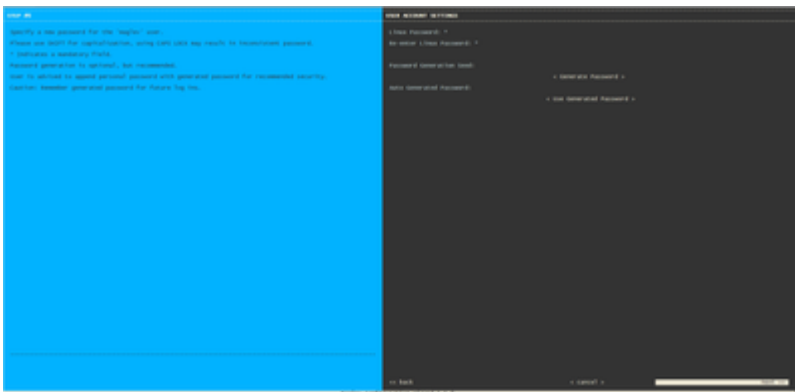 STEP 05
Specify a new password for the 'eaglei' user.
Please use Shift for capitalization, using Caps Lock may result in inconsistent password.
* Indicates a mandatory field.
Password generation is optional, but recommended.
User is advised to append personal password with generated password for recommended security.
Caution: Remember generated password for future log ins.
USER ACCOUNT SETTINGS
Linux Password: *
Re-enter Linux Password: *
Password Generation Seed:
< Generate Password >
Auto Generated Password:
< Use Generated Password >
<< back
< cancel >